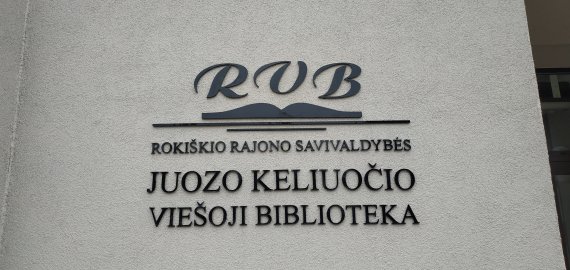 RVB
ROKIŠKIO RAJONO SAVIVALDYBĖS
JUOZO KELIUOČIO
VIEŠOJI BIBLIOTEKA